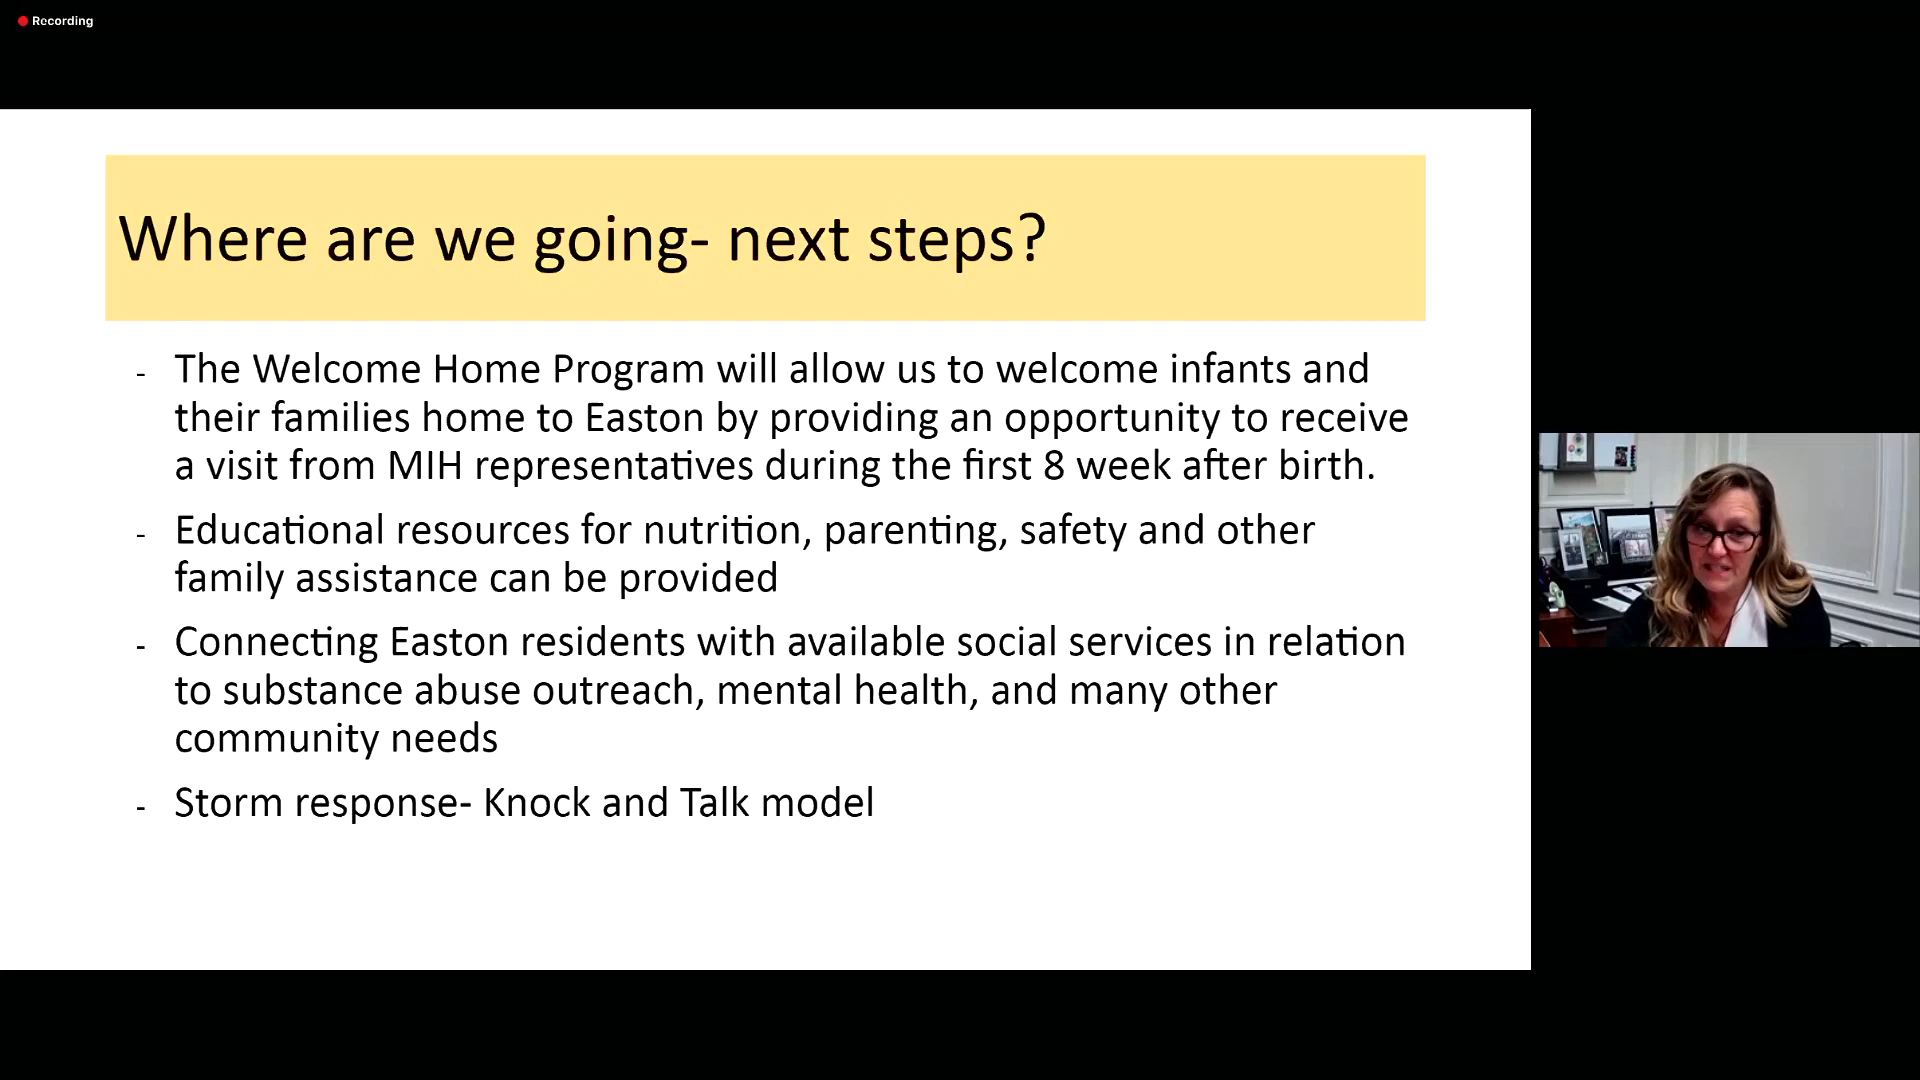 Recording
Where are we going- next steps?
- The Welcome Home Program will allow us to welcome infants and
their families home to Easton by providing an opportunity to receive
a visit from MIH representatives during the first 8 week after birth.
- Educational resources for nutrition, parenting, safety and other
family assistance can be provided
- Connecting Easton residents with available social services in relation
to substance abuse outreach, mental health, and many other
community needs
- Storm response- Knock and Talk model